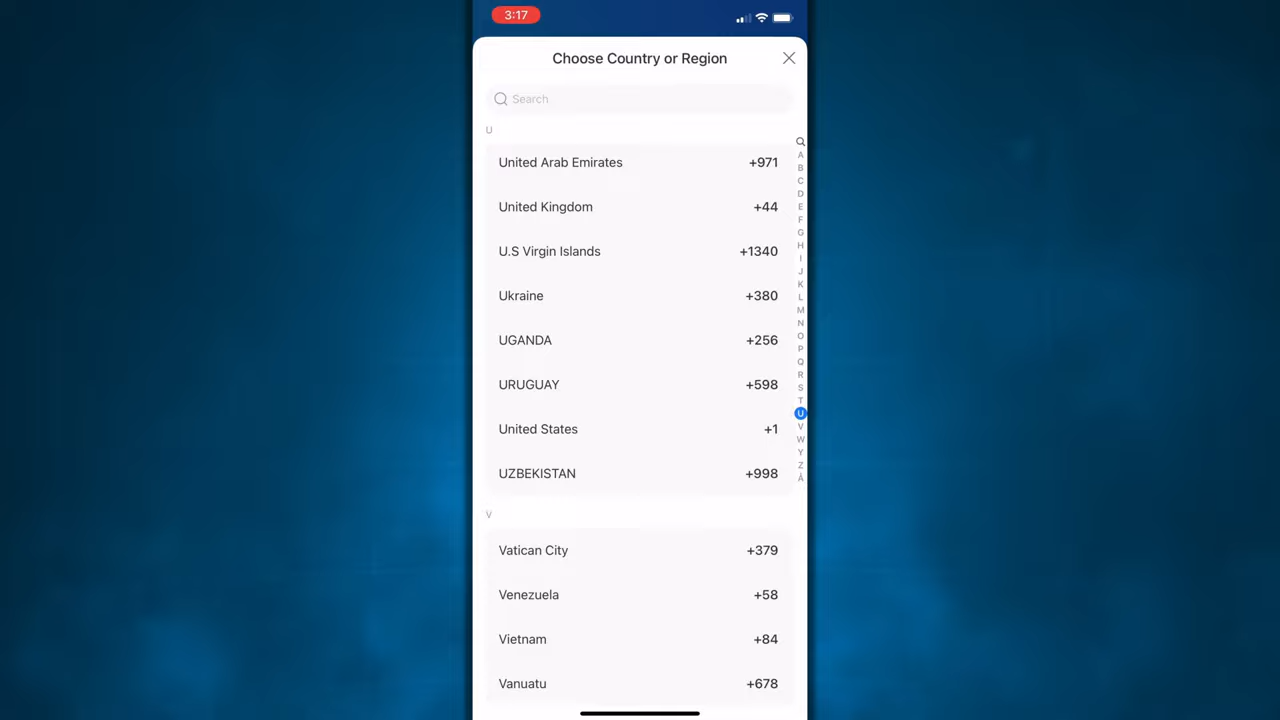 3:17
Choose Country or Region
Search
U
United Arab Emirates +971
United Kingdom +44
U.S Virgin Islands +1340
Ukraine +380
UGANDA +256
URUGUAY +598
United States +1
UZBEKISTAN +998
V
Vatican City +379
Venezuela +58
Vietnam +84
Vanuatu +678
A
B
C
D
E
F
G
H
I
J
K
L
M
N
O
P
Q
R
S
T
U
V
W
Y
Z
Å